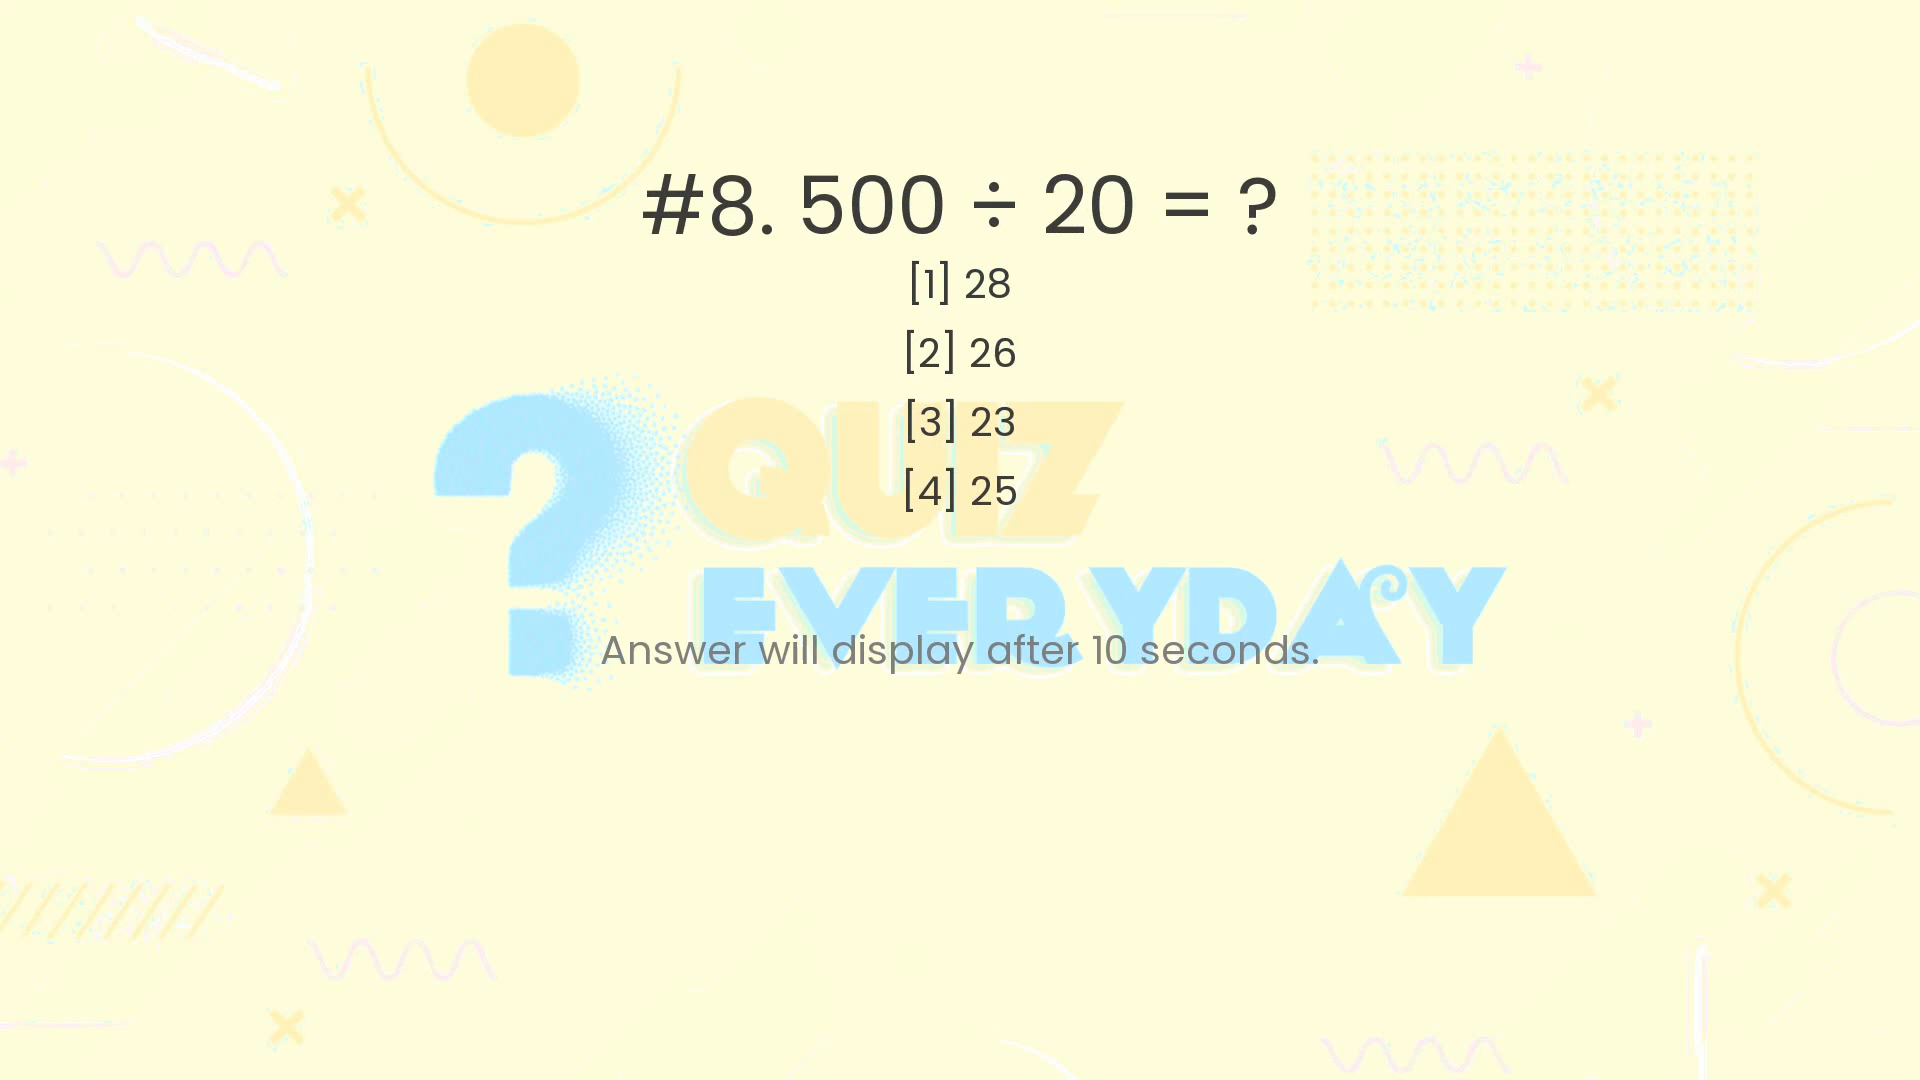 #8. 500 ÷ 20 = ?
[1] 28
[2] 26
[3] 23
[4] 25
QUIZ
EVERYDAY
Answer will display after 10 seconds.